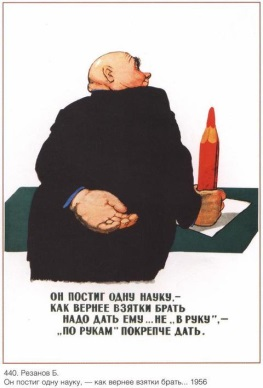 ОН ПОСТИГ ОДНУ НАУКУ,–
КАК ВЕРНЕЕ ВЗЯТКИ БРАТЬ
НАДО ДАТЬ ЕМУ...НЕ „В РУКУ",–
„ПО РУКАМ" ПОКРЕПЧЕ ДАТЬ.
440. Резанов Б.
Он постиг одну науку, — как вернее взятки брать... 1956